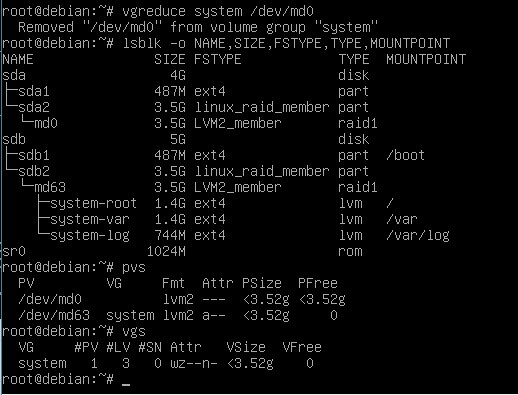 root@debian:~# vgreduce system /dev/md0
  Removed "/dev/md0" from volume group "system"
root@debian:~# lsblk -o NAME,SIZE,FSTYPE,TYPE,MOUNTPOINT
NAME              SIZE FSTYPE            TYPE  MOUNTPOINT
sda                 4G                   disk
├─sda1            487M ext4              part
└─sda2            3.5G linux_raid_member part
  └─md0           3.5G LVM2_member       raid1
sdb                 5G                   disk
├─sdb1            487M ext4              part  /boot
└─sdb2            3.5G linux_raid_member part
  └─md63          3.5G LVM2_member       raid1
    ├─system-root 1.4G ext4              lvm   /
    ├─system-var  1.4G ext4              lvm   /var
    └─system-log  744M ext4              lvm   /var/log
sr0              1024M                   rom
root@debian:~# pvs
  PV         VG     Fmt  Attr PSize  PFree
  /dev/md0          lvm2 ---  <3.52g <3.52g
  /dev/md63  system lvm2 a--  <3.52g     0
root@debian:~# vgs
  VG     #PV #LV #SN Attr   VSize  VFree
  system   1   3   0 wz--n- <3.52g    0
root@debian:~# _